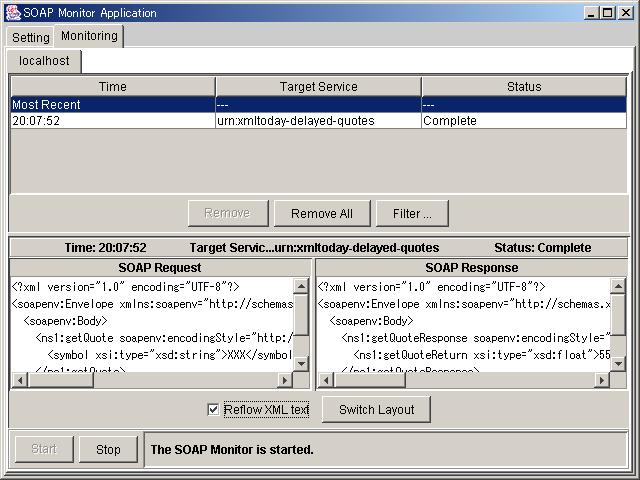 SOAP Monitor Application
Setting Monitoring
localhost
Time Target Service Status
Most Recent --- ---
20:07:52 urn:xmltoday-delayed-quotes Complete
Remove Remove All Filter ...
Time: 20:07:52 Target Servic...urn:xmltoday-delayed-quotes Status: Complete
SOAP Request
<?xml version="1.0" encoding="UTF-8"?>
<soapenv:Envelope xmlns:soapenv="http://schemas
<soapenv:Body>
<ns1:getQuote soapenv:encodingStyle="http:/
<symbol xsi:type="xsd:string">XXX</symbol
</ns1:getQuote>
SOAP Response
<?xml version="1.0" encoding="UTF-8"?>
<soapenv:Envelope xmlns:soapenv="http://schemas.x
<soapenv:Body>
<ns1:getQuoteResponse soapenv:encodingStyle="
<ns1:getQuoteReturn xsi:type="xsd:float">55
</ns1:getQuoteResponse>
Reflow XML text Switch Layout
Start Stop The SOAP Monitor is started.